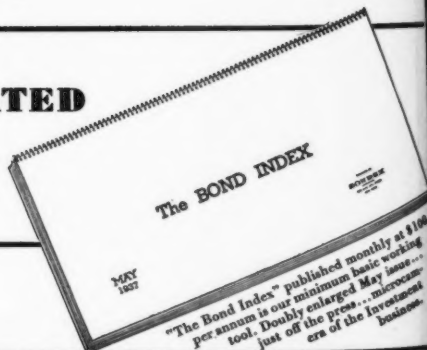 TED
The BOND INDEX
MAY
1937
"The Bond Index" published monthly at $100
per annum is our minimum basic working
tool. Doubly enlarged May issue...
just off the press...microcam-
era of the Investment
business.